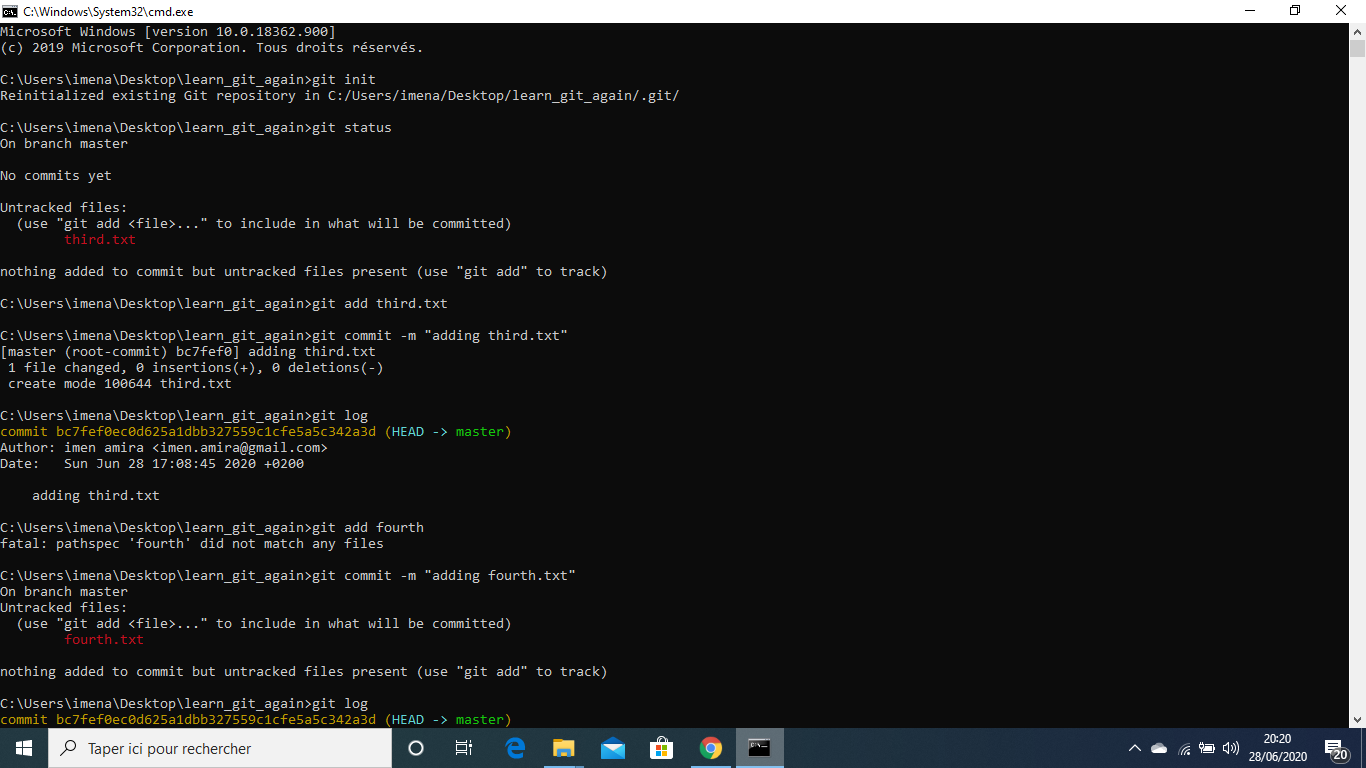 C:\Windows\System32\cmd.exe
Microsoft Windows [version 10.0.18362.900]
(c) 2019 Microsoft Corporation. Tous droits réservés.
C:\Users\imena\Desktop\learn_git_again>git init
Reinitialized existing Git repository in C:/Users/imena/Desktop/learn_git_again/.git/
C:\Users\imena\Desktop\learn_git_again>git status
On branch master
No commits yet
Untracked files:
(use "git add <file>..." to include in what will be committed)
third.txt
nothing added to commit but untracked files present (use "git add" to track)
C:\Users\imena\Desktop\learn_git_again>git add third.txt
C:\Users\imena\Desktop\learn_git_again>git commit -m "adding third.txt"
[master (root-commit) bc7fef0] adding third.txt
1 file changed, 0 insertions(+), 0 deletions(-)
create mode 100644 third.txt
C:\Users\imena\Desktop\learn_git_again>git log
commit bc7fef0ec0d625a1dbb327559c1cfe5a5c342a3d (HEAD -> master)
Author: imen amira <imen.amira@gmail.com>
Date:   Sun Jun 28 17:08:45 2020 +0200
adding third.txt
C:\Users\imena\Desktop\learn_git_again>git add fourth
fatal: pathspec 'fourth' did not match any files
C:\Users\imena\Desktop\learn_git_again>git commit -m "adding fourth.txt"
On branch master
Untracked files:
(use "git add <file>..." to include in what will be committed)
fourth.txt
nothing added to commit but untracked files present (use "git add" to track)
C:\Users\imena\Desktop\learn_git_again>git log
commit bc7fef0ec0d625a1dbb327559c1cfe5a5c342a3d (HEAD -> master)
Taper ici pour rechercher
20:20
28/06/2020
20